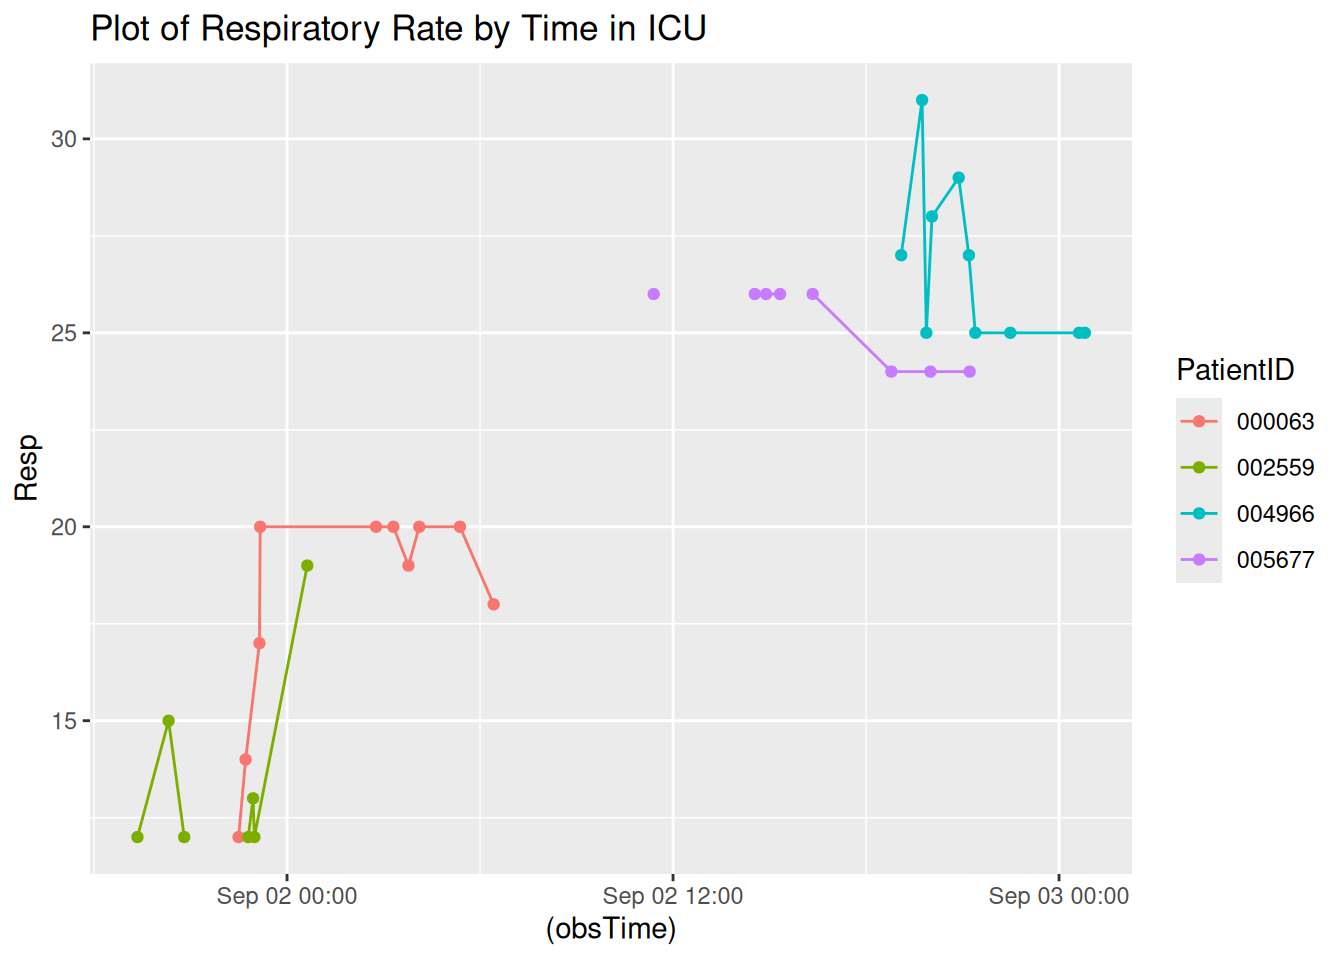 Plot of Respiratory Rate by Time in ICU
Resp
30
25
20
15
Sep 02 00:00
Sep 02 12:00
Sep 03 00:00
(obsTime)
PatientID
000063
002559
004966
005677